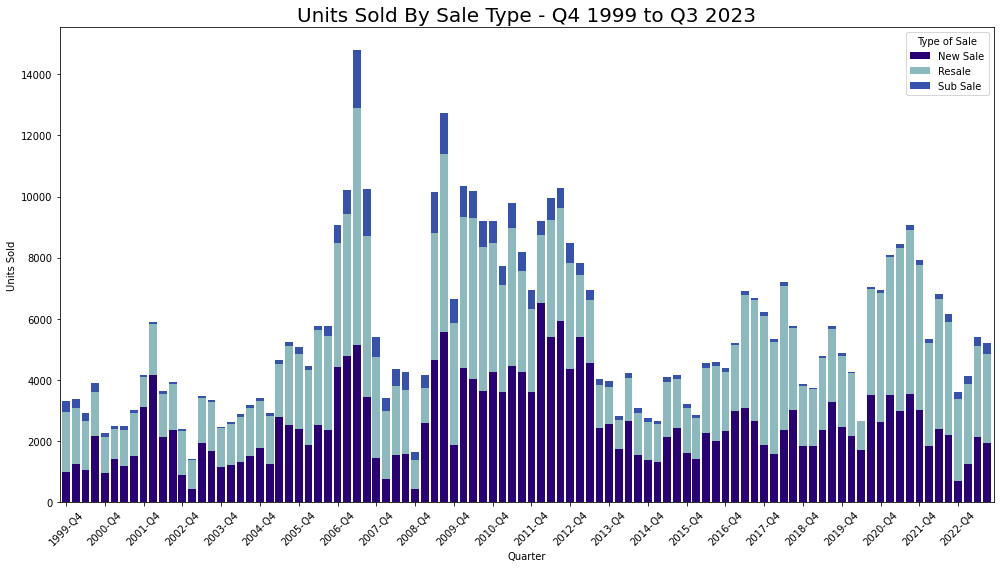 Units Sold By Sale Type - Q4 1999 to Q3 2023
Type of Sale
New Sale
Resale
Sub Sale
14000
12000
10000
8000
6000
4000
2000
0
Units Sold
1999-Q4
2000-Q4
2001-Q4
2002-Q4
2003-Q4
2004-Q4
2005-Q4
2006-Q4
2007-Q4
2008-Q4
2009-Q4
2010-Q4
2011-Q4
2012-Q4
2013-Q4
2014-Q4
2015-Q4
2016-Q4
2017-Q4
2018-Q4
2019-Q4
2020-Q4
2021-Q4
2022-Q4
Quarter